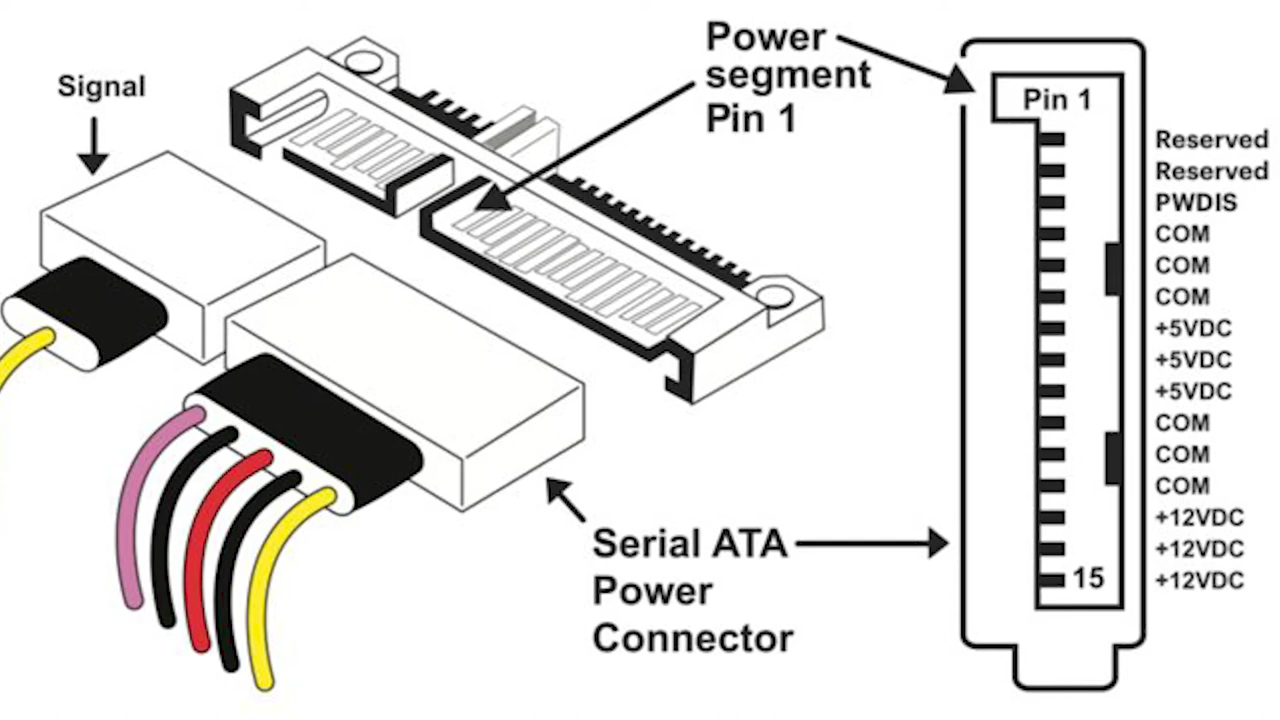 Signal
Power
segment
Pin 1
Serial ATA
Power
Connector
Pin 1
Reserved
Reserved
PWDIS
COM
COM
COM
+5VDC
+5VDC
+5VDC
COM
COM
COM
+12VDC
+12VDC
15 +12VDC